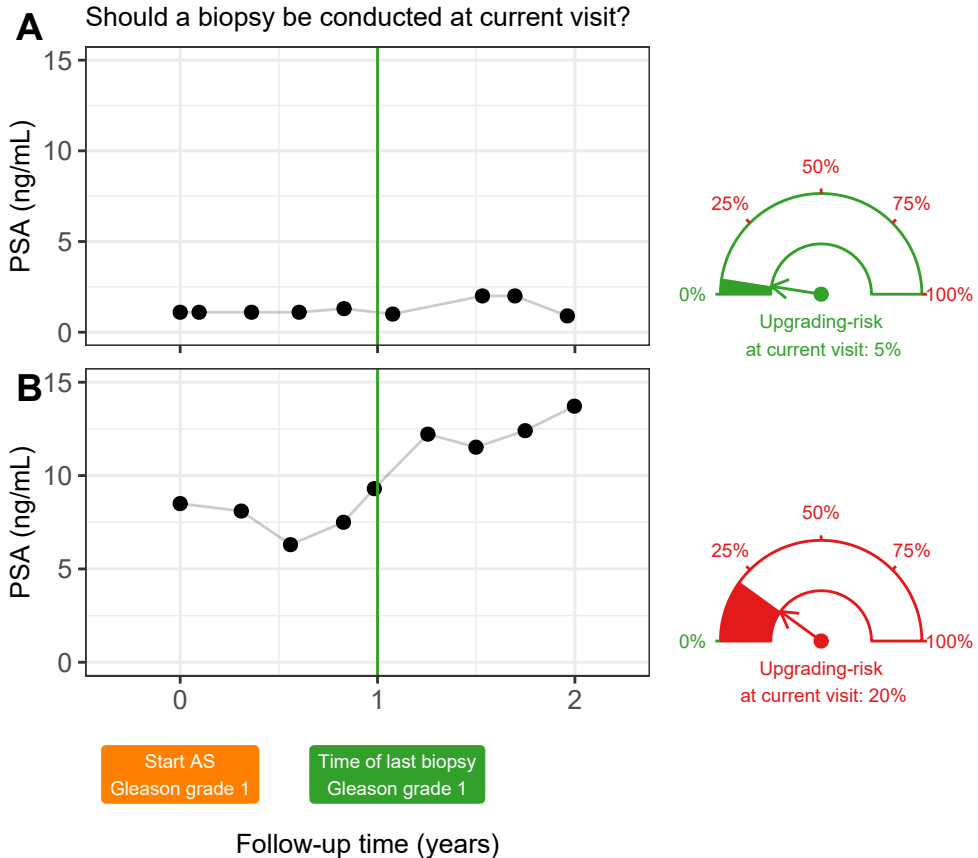 Should a biopsy be conducted at current visit?
A
PSA (ng/mL)
15
10
5
0
50%
25%
75%
0%
100%
Upgrading-risk
at current visit: 5%
B
PSA (ng/mL)
15
10
5
0
0
1
2
50%
25%
75%
0%
100%
Upgrading-risk
at current visit: 20%
Start AS
Gleason grade 1
Time of last biopsy
Gleason grade 1
Follow-up time (years)